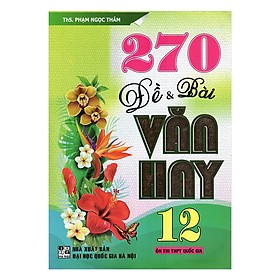 ThS. PHẠM NGỌC THẮM
270
Đề & Bài
VĂN
HAY
12
ÔN THI THPT QUỐC GIA
NHÀ XUẤT BẢN
ĐẠI HỌC QUỐC GIA HÀ NỘI